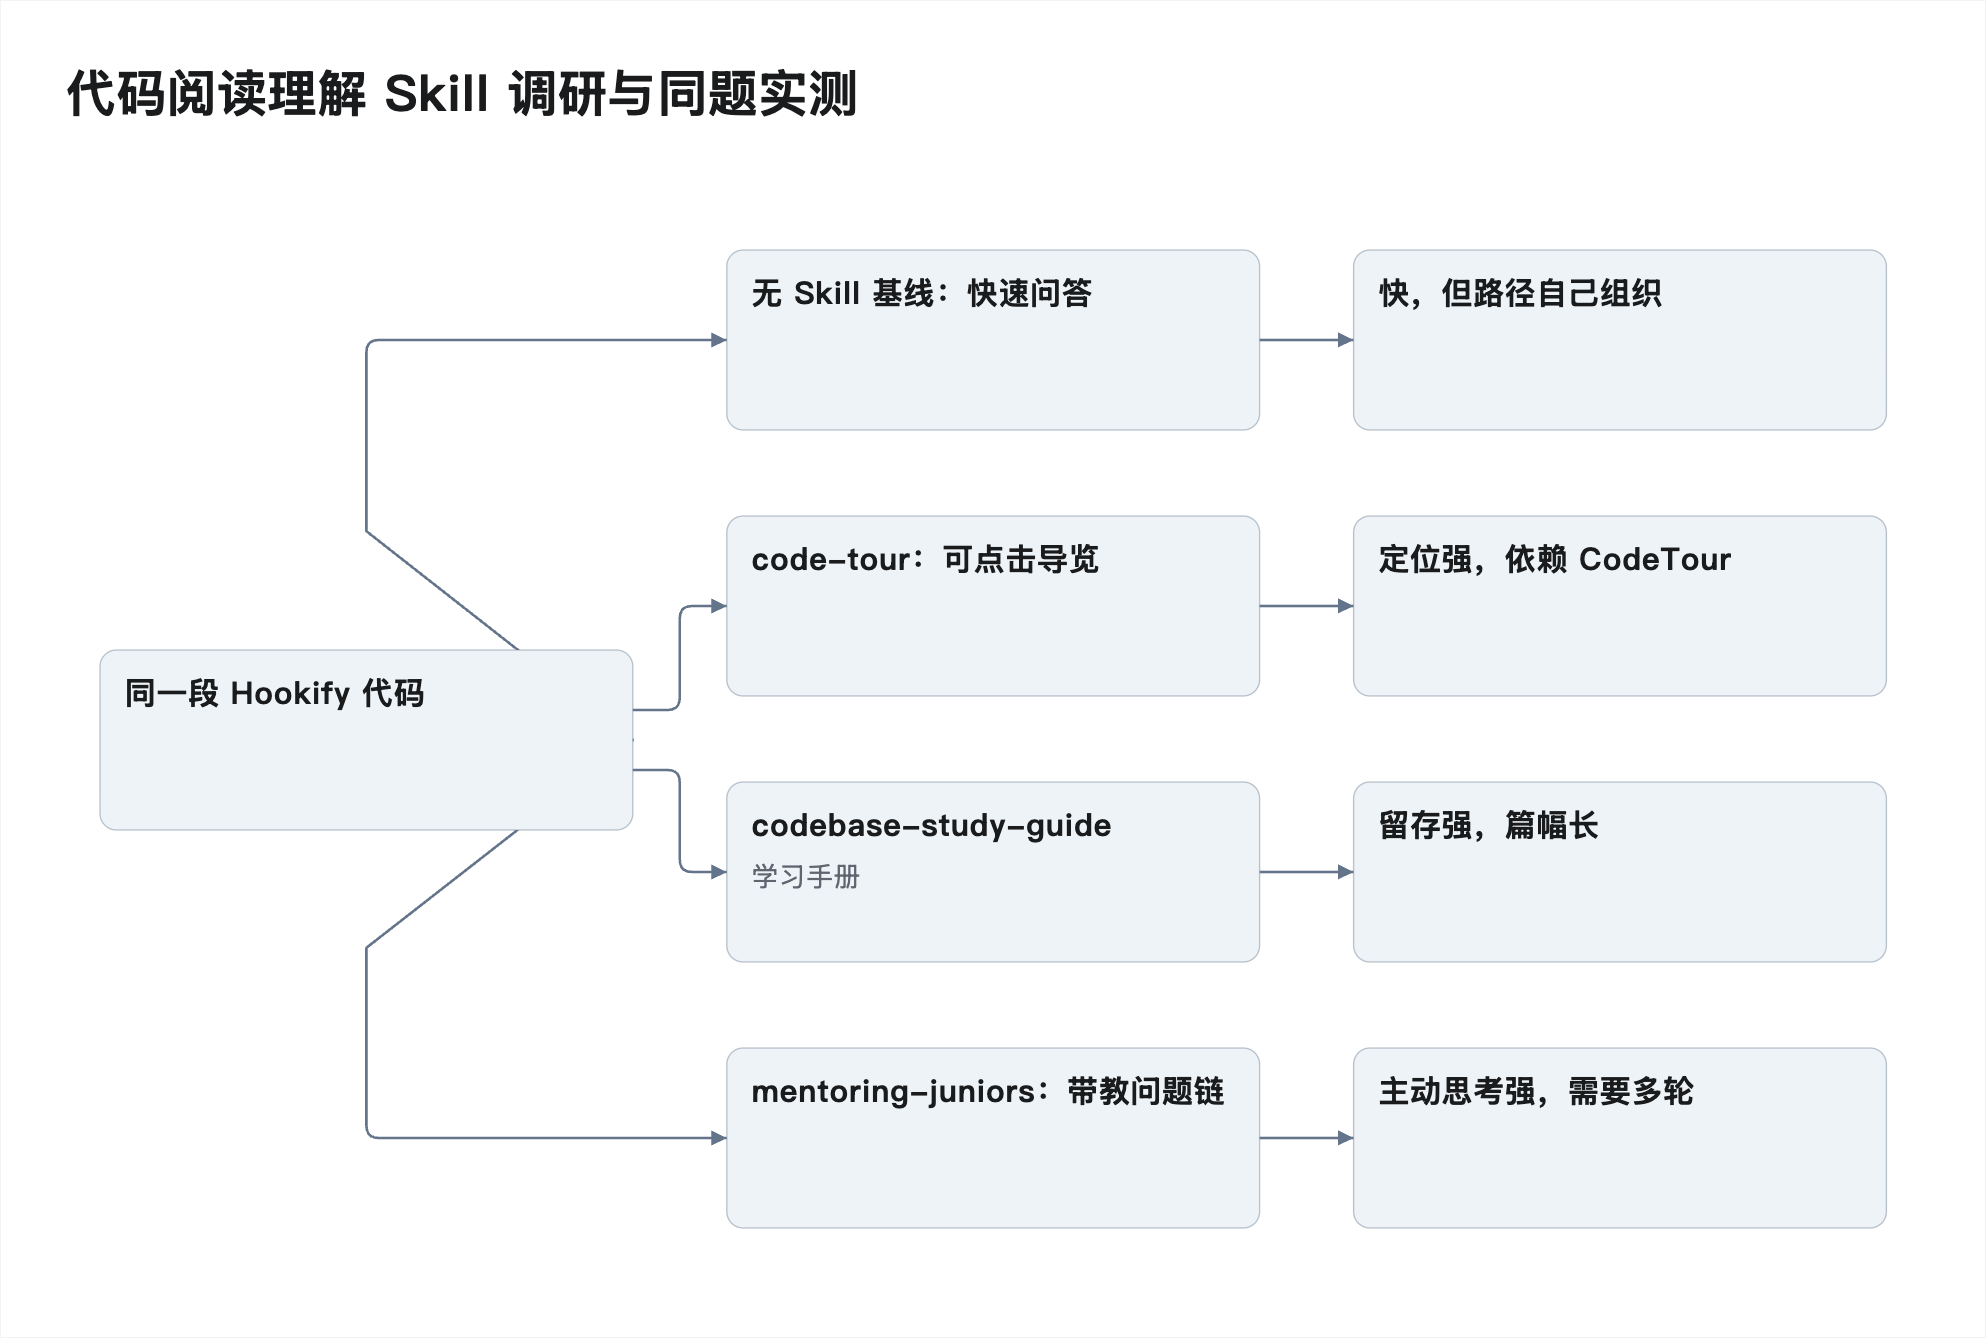 代码阅读理解 Skill 调研与同题实测
无 Skill 基线：快速问答
快，但路径自己组织
code-tour：可点击导览
定位强，依赖 CodeTour
同一段 Hookify 代码
codebase-study-guide
学习手册
留存强，篇幅长
mentoring-juniors：带教问题链
主动思考强，需要多轮